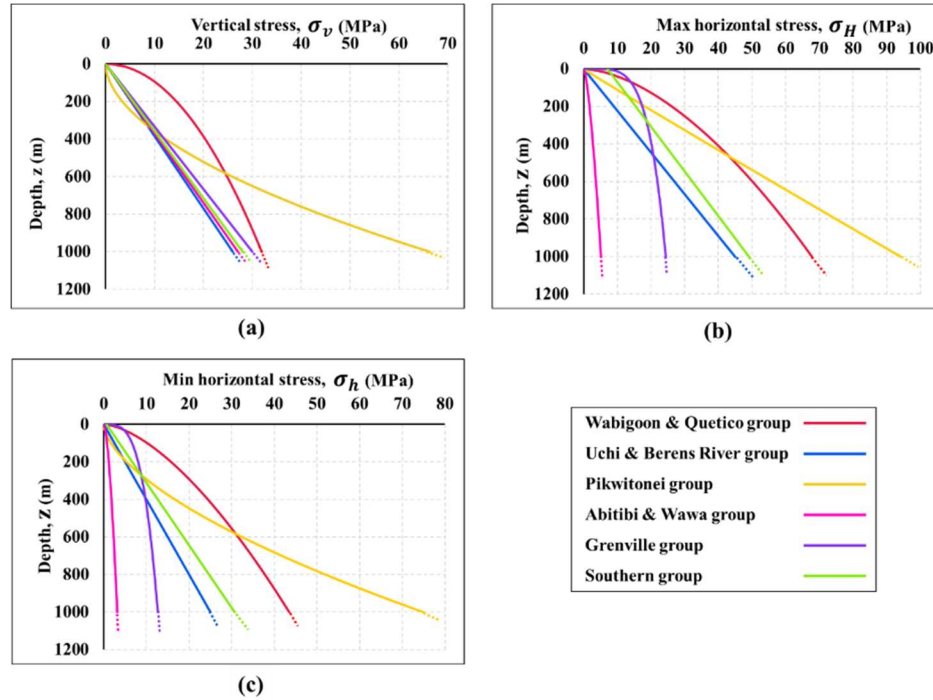 Vertical stress, σv (MPa)
0 10 20 30 40 50 60 70
Depth, z (m)
0
200
400
600
800
1000
1200
(a)
Max horizontal stress, σH (MPa)
0 10 20 30 40 50 60 70 80 90 100
Depth, z (m)
0
200
400
600
800
1000
1200
(b)
Min horizontal stress, σh (MPa)
0 10 20 30 40 50 60 70 80
Depth, z (m)
0
200
400
600
800
1000
1200
(c)
Wabigoon & Quetico group
Uchi & Berens River group
Pikwitonei group
Abitibi & Wawa group
Grenville group
Southern group